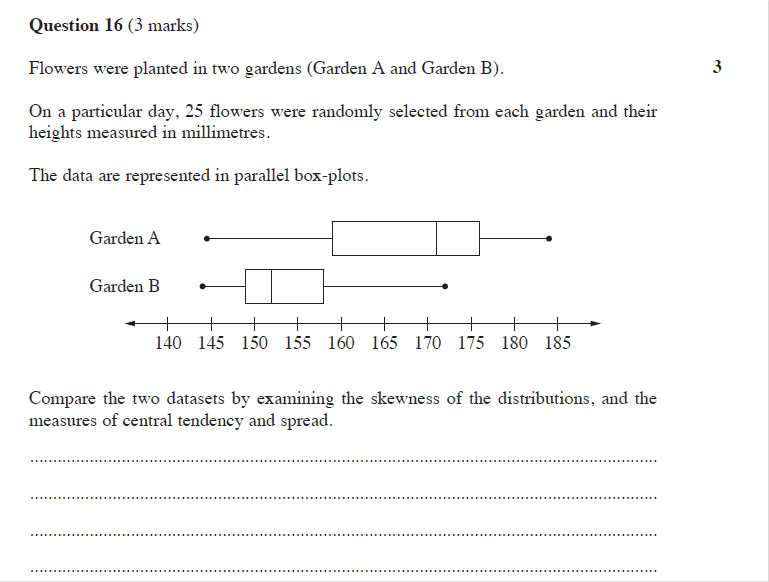 Question 16 (3 marks)
Flowers were planted in two gardens (Garden A and Garden B).
3
On a particular day, 25 flowers were randomly selected from each garden and their
heights measured in millimetres.
The data are represented in parallel box-plots.
Garden A
Garden B
140 145 150 155 160 165 170 175 180 185
Compare the two datasets by examining the skewness of the distributions, and the
measures of central tendency and spread.